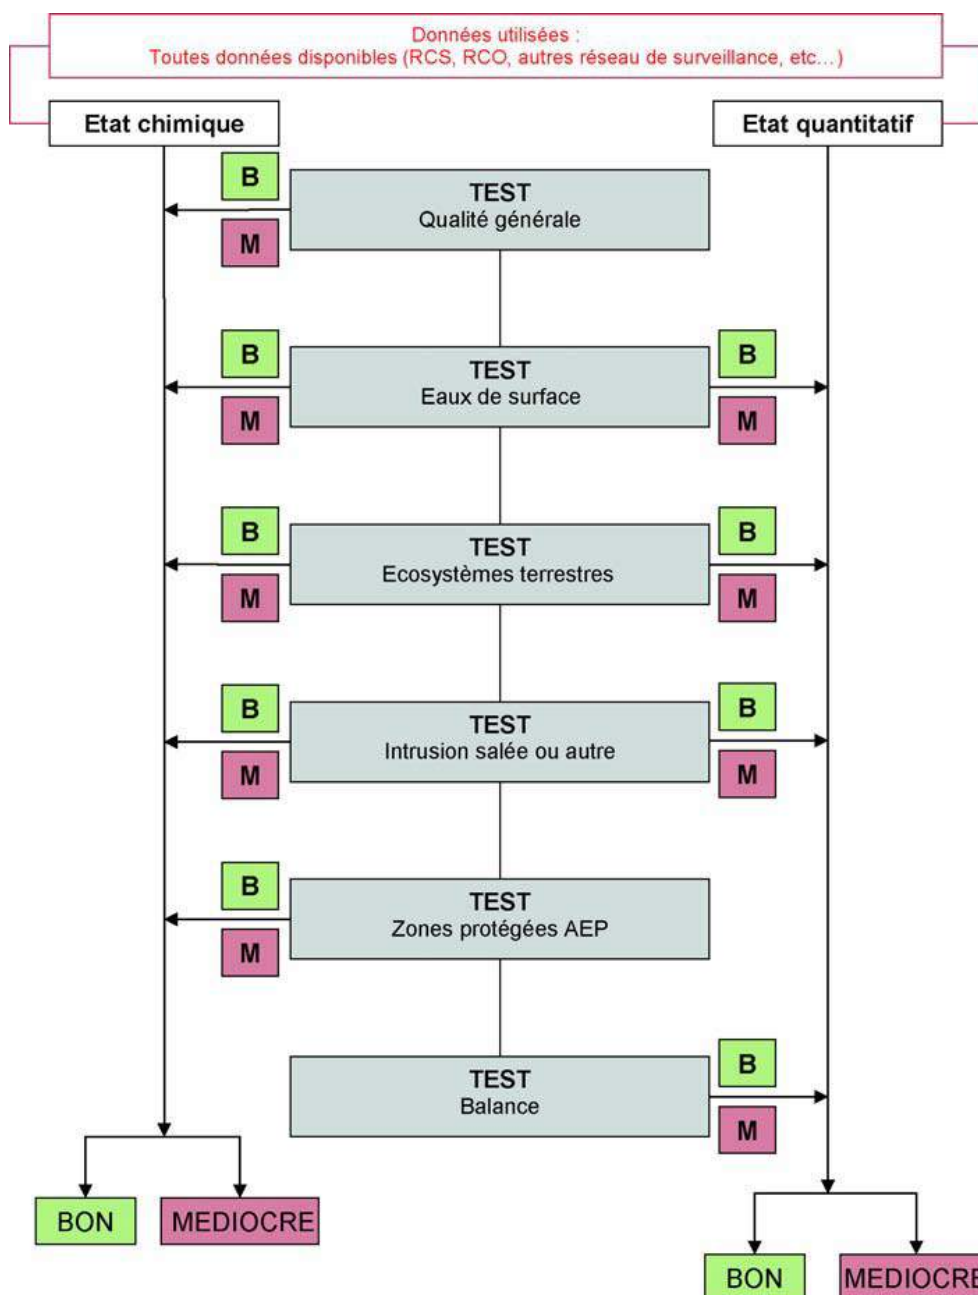 Données utilisées :
Toutes données disponibles (RCS, RCO, autres réseau de surveillance, etc…)
Etat chimique
Etat quantitatif
B
TEST
Qualité générale
M
B
TEST
Eaux de surface
M
B
M
B
TEST
Ecosystèmes terrestres
M
B
M
B
TEST
Intrusion salée ou autre
M
B
M
B
TEST
Zones protégées AEP
M
TEST
Balance
B
M
BON
MEDIOCRE
BON
MEDIOCRE